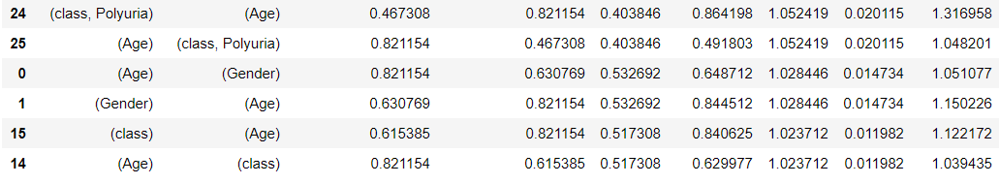 24 (class, Polyuria) (Age) 0.467308 0.821154 0.403846 0.864198 1.052419 0.020115 1.316958
25 (Age) (class, Polyuria) 0.821154 0.467308 0.403846 0.491803 1.052419 0.020115 1.048201
0 (Age) (Gender) 0.821154 0.630769 0.532692 0.648712 1.028446 0.014734 1.051077
1 (Gender) (Age) 0.630769 0.821154 0.532692 0.844512 1.028446 0.014734 1.150226
15 (class) (Age) 0.615385 0.821154 0.517308 0.840625 1.023712 0.011982 1.122172
14 (Age) (class) 0.821154 0.615385 0.517308 0.629977 1.023712 0.011982 1.039435